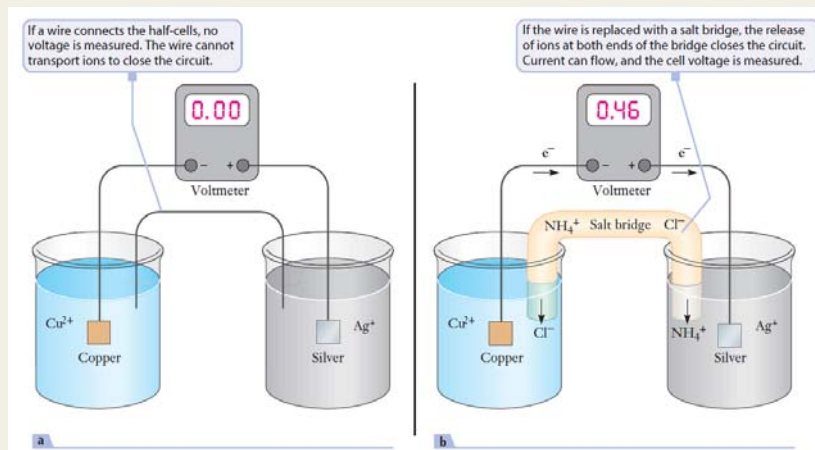 If a wire connects the half-cells, no
voltage is measured. The wire cannot
transport ions to close the circuit.
0.00
- +
Voltmeter
Cu²⁺
Copper
Ag⁺
Silver
a
If the wire is replaced with a salt bridge, the release
of ions at both ends of the bridge closes the circuit.
Current can flow, and the cell voltage is measured.
0.46
e⁻ - + e⁻
Voltmeter
NH₄⁺ Salt bridge Cl⁻
Cu²⁺
Cl⁻
Copper
NH₄⁺
Ag⁺
Silver
b